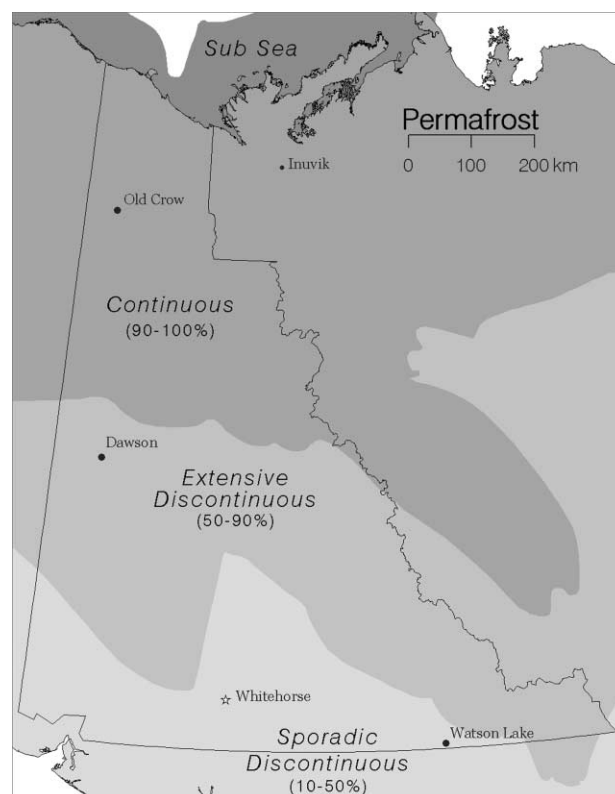 Sub Sea
Permafrost
0 100 200 km
Inuvik
Old Crow
Continuous
(90-100%)
Dawson
Extensive
Discontinuous
(50-90%)
Whitehorse
Watson Lake
Sporadic
Discontinuous
(10-50%)